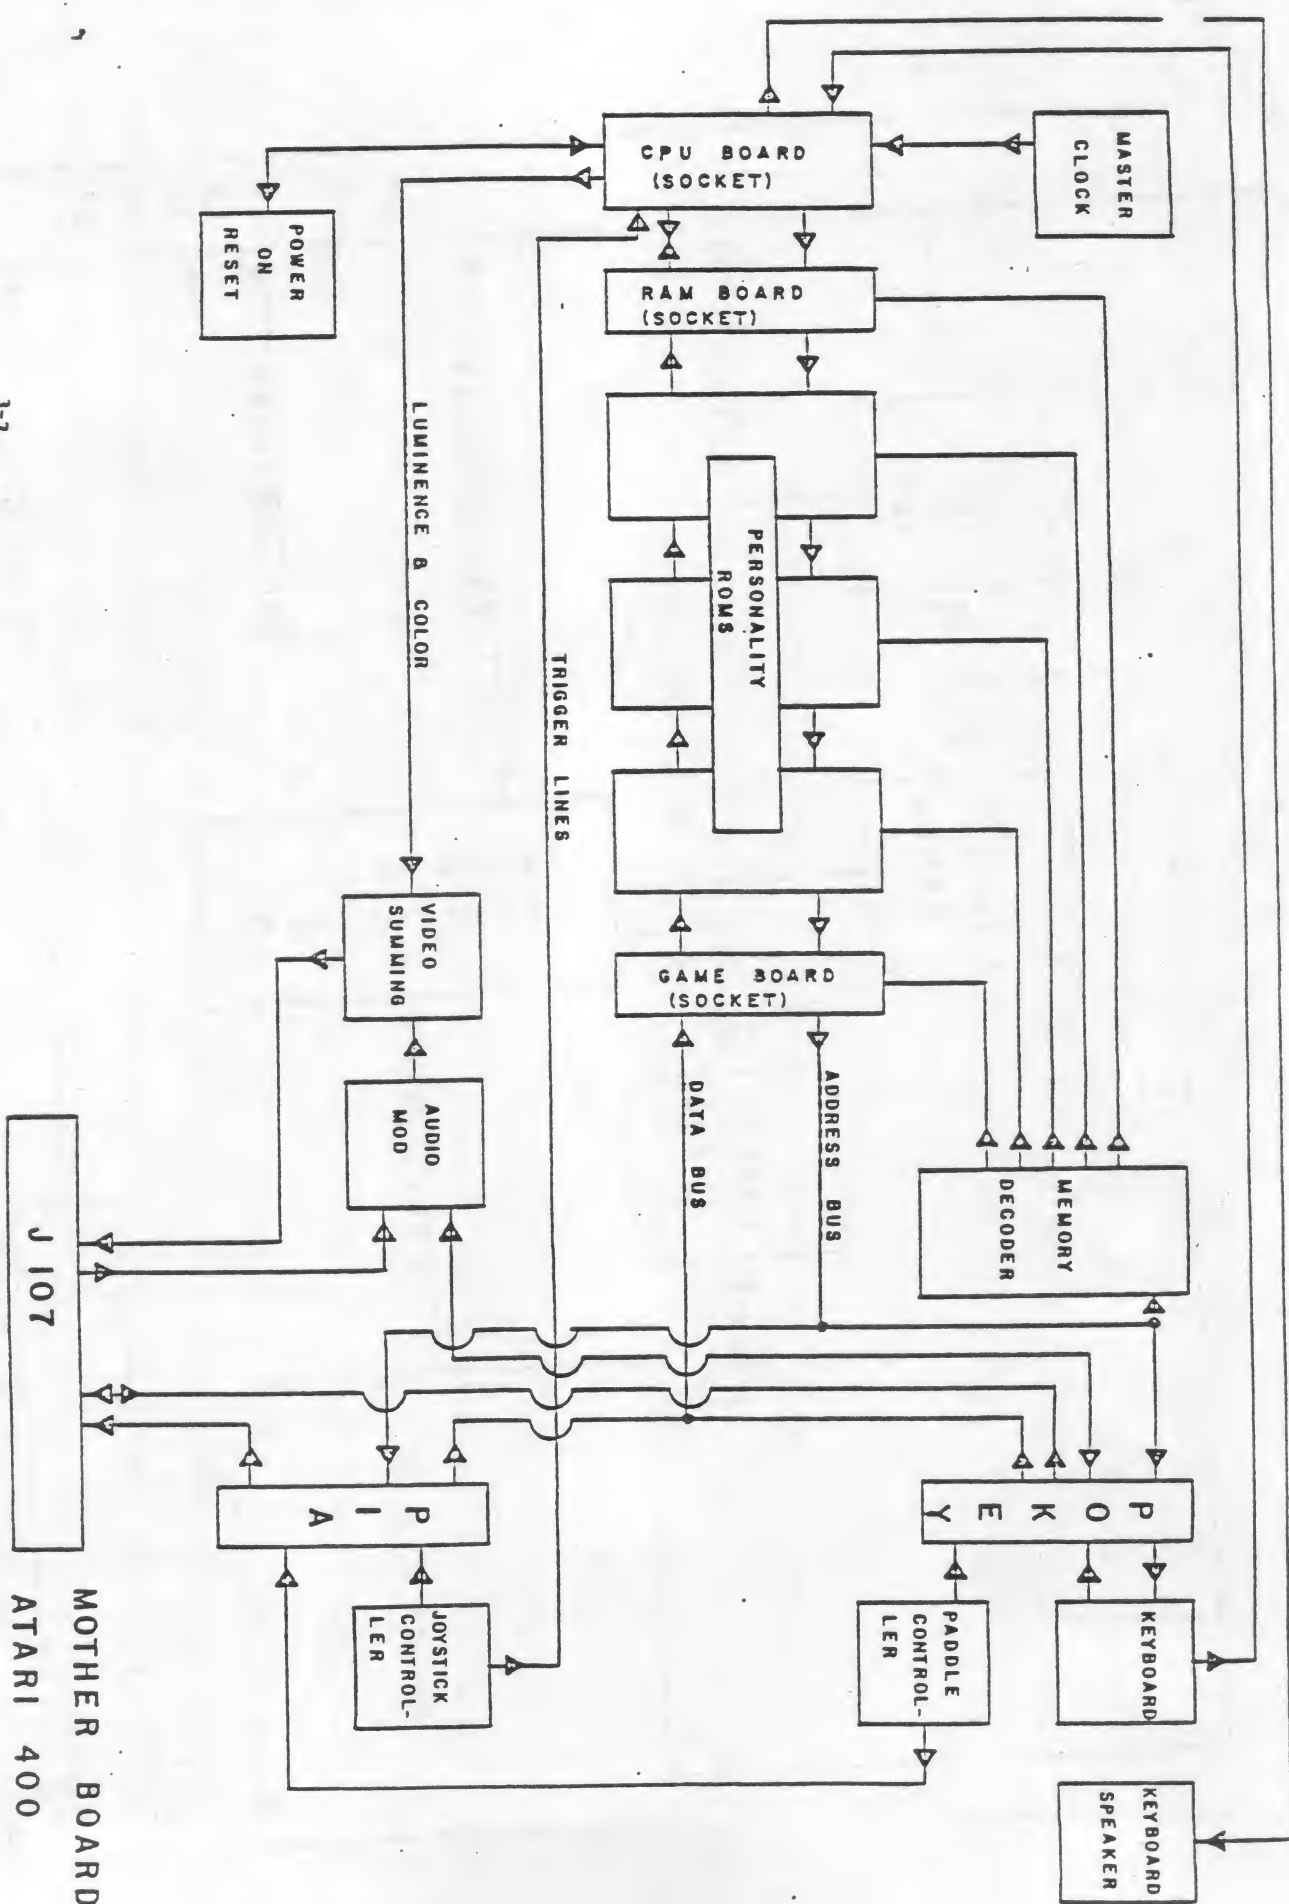 MASTER
CLOCK
CPU BOARD
(SOCKET)
POWER
ON
RESET
RAM BOARD
(SOCKET)
PERSONALITY
ROMS
LUMINENCE & COLOR
TRIGGER LINES
VIDEO
SUMMING
GAME BOARD
(SOCKET)
AUDIO
MOD
DATA BUS
ADDRESS BUS
MEMORY
DECODER
J 107
PIA
POKEY
JOYSTICK
CONTROL-
LER
PADDLE
CONTROL-
LER
KEYBOARD
KEYBOARD
SPEAKER
MOTHER BOARD
ATARI 400